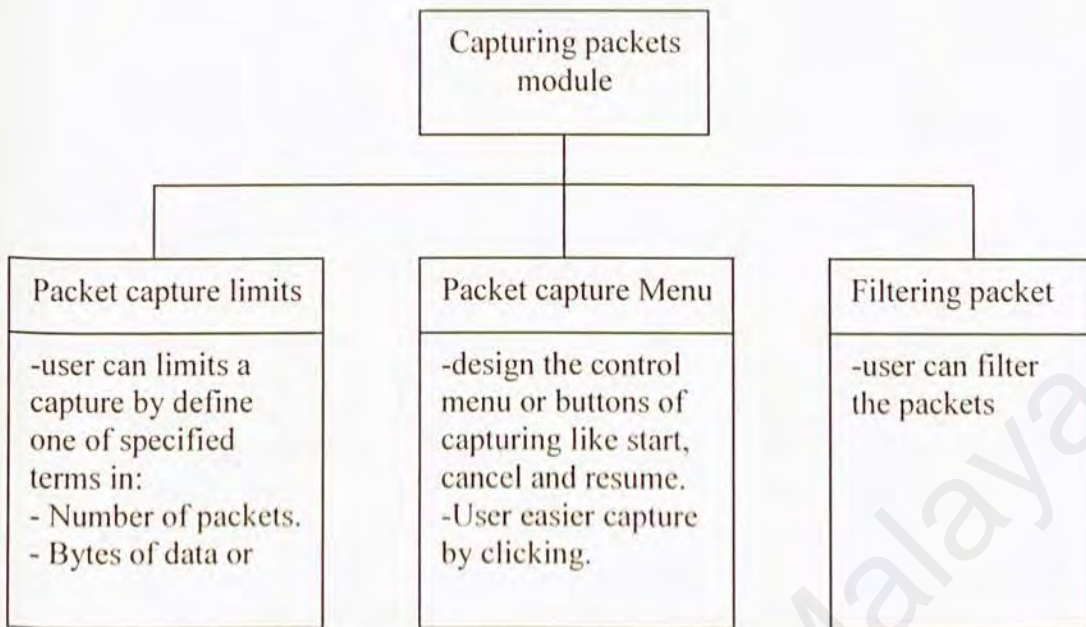 Capturing packets
module
Packet capture limits
-user can limits a
capture by define
one of specified
terms in:
- Number of packets.
- Bytes of data or
Packet capture Menu
-design the control
menu or buttons of
capturing like start,
cancel and resume.
-User easier capture
by clicking.
Filtering packet
-user can filter
the packets
Malaya